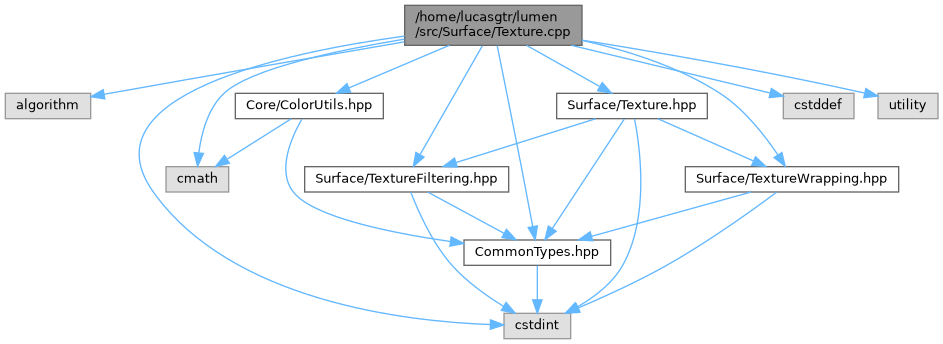 /home/lucasgtr/lumen
/src/Surface/Texture.cpp
algorithm
Core/ColorUtils.hpp
Surface/Texture.hpp
cstddef
utility
cmath
Surface/TextureFiltering.hpp
Surface/TextureWrapping.hpp
CommonTypes.hpp
cstdint